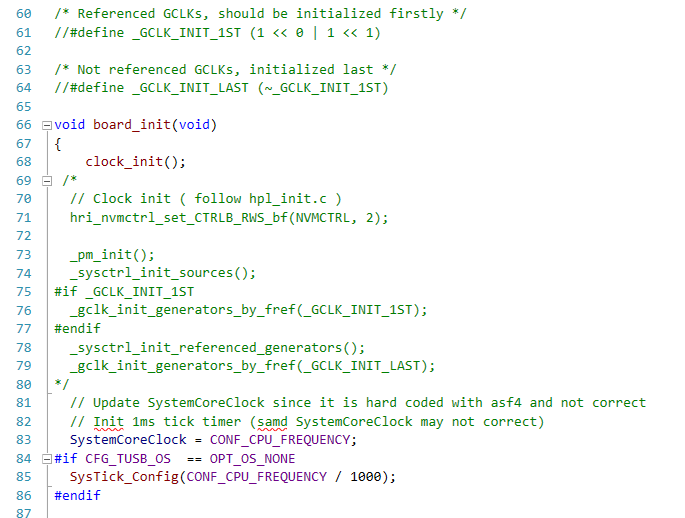 60 /* Referenced GCLKs, should be initialized firstly */
61 //#define _GCLK_INIT_1ST (1 << 0 | 1 << 1)
62
63 /* Not referenced GCLKs, initialized last */
64 //#define _GCLK_INIT_LAST (~_GCLK_INIT_1ST)
65
66 void board_init(void)
67 {
68     clock_init();
69  /*
70   // Clock init ( follow hpl_init.c )
71   hri_nvmctrl_set_CTRLB_RWS_bf(NVMCTRL, 2);
72
73   _pm_init();
74   _sysctrl_init_sources();
75 #if _GCLK_INIT_1ST
76   _gclk_init_generators_by_fref(_GCLK_INIT_1ST);
77 #endif
78   _sysctrl_init_referenced_generators();
79   _gclk_init_generators_by_fref(_GCLK_INIT_LAST);
80 */
81   // Update SystemCoreClock since it is hard coded with asf4 and not correct
82   // Init 1ms tick timer (samd SystemCoreClock may not correct)
83   SystemCoreClock = CONF_CPU_FREQUENCY;
84 #if CFG_TUSB_OS  == OPT_OS_NONE
85   SysTick_Config(CONF_CPU_FREQUENCY / 1000);
86 #endif
87